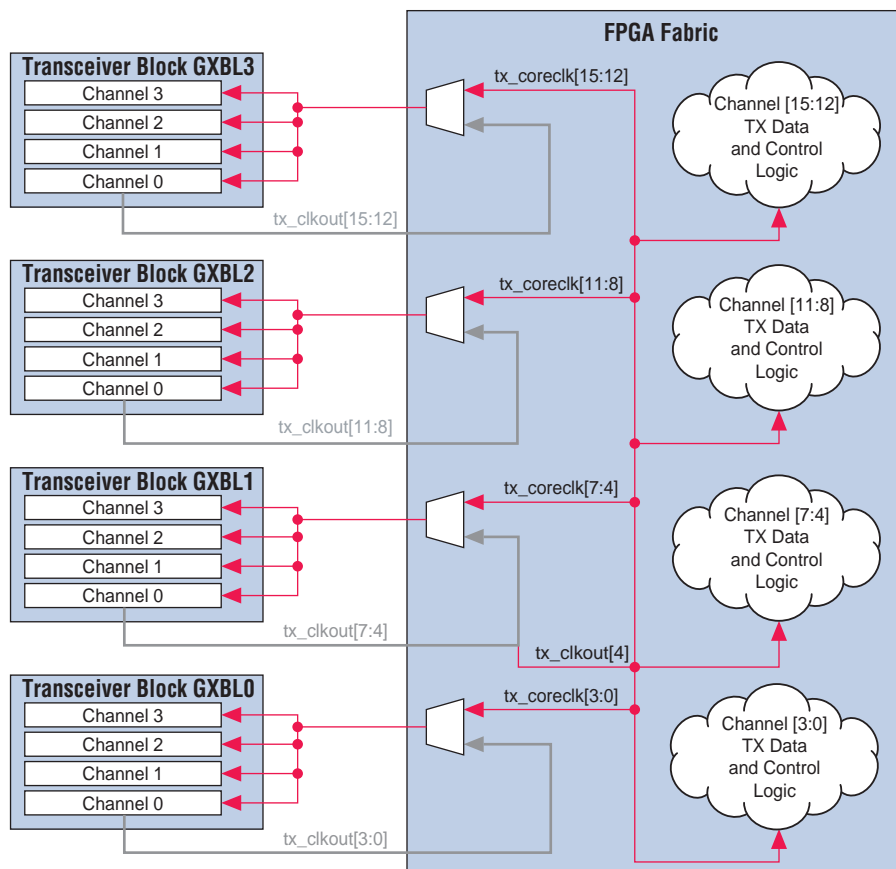 FPGA Fabric
Transceiver Block GXBL3
Channel 3
Channel 2
Channel 1
Channel 0
tx_clkout[15:12]
tx_coreclk[15:12]
Channel [15:12]
TX Data
and Control
Logic
Transceiver Block GXBL2
Channel 3
Channel 2
Channel 1
Channel 0
tx_clkout[11:8]
tx_coreclk[11:8]
Channel [11:8]
TX Data
and Control
Logic
Transceiver Block GXBL1
Channel 3
Channel 2
Channel 1
Channel 0
tx_clkout[7:4]
tx_coreclk[7:4]
tx_clkout[4]
Channel [7:4]
TX Data
and Control
Logic
Transceiver Block GXBL0
Channel 3
Channel 2
Channel 1
Channel 0
tx_clkout[3:0]
tx_coreclk[3:0]
Channel [3:0]
TX Data
and Control
Logic